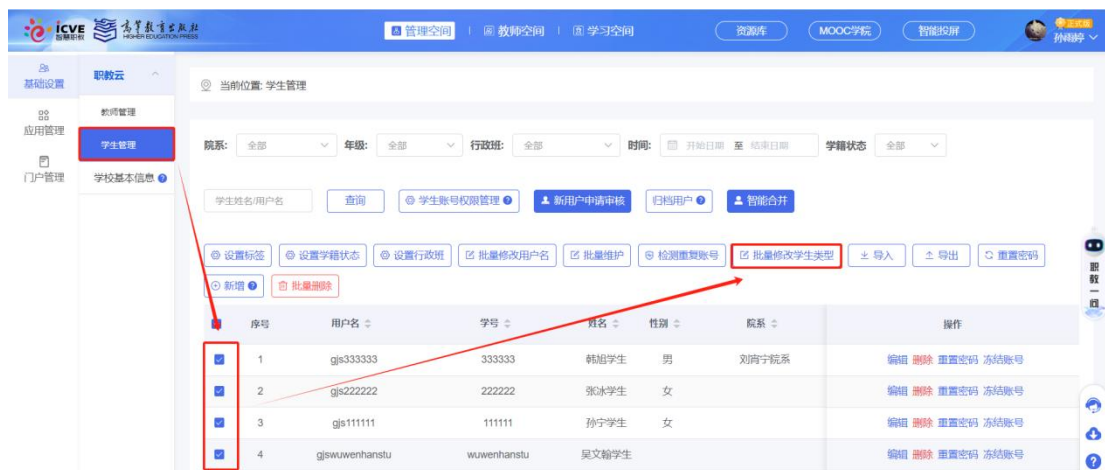 icve 智慧职教 高等教育出版社 HIGHER EDUCATION PRESS 管理空间 教师空间 学习空间 资源库 MOOC学院 智能投屏 正式版 孙雨婷
基础设置 职教云 当前位置: 学生管理
应用管理 教师管理
学生管理 院系: 全部 年级: 全部 行政班: 全部 时间: 开始日期 至 结束日期 学籍状态 全部
门户管理 学校基本信息
学生姓名/用户名 查询 学生账号权限管理 新用户申请审核 归档用户 智能合并
设置标签 设置学籍状态 设置行政班 批量修改用户名 批量维护 检测重复账号 批量修改学生类型 导入 导出 重置密码
新增 批量删除
职教一问
序号 用户名 学号 姓名 性别 院系 操作
1 gjs333333 333333 韩旭学生 男 刘宵宁院系 编辑 删除 重置密码 冻结账号
2 gjs222222 222222 张冰学生 女 编辑 删除 重置密码 冻结账号
3 gjs111111 111111 孙宁学生 女 编辑 删除 重置密码 冻结账号
4 gjswuwenhanstu wuwenhanstu 吴文翰学生 编辑 删除 重置密码 冻结账号